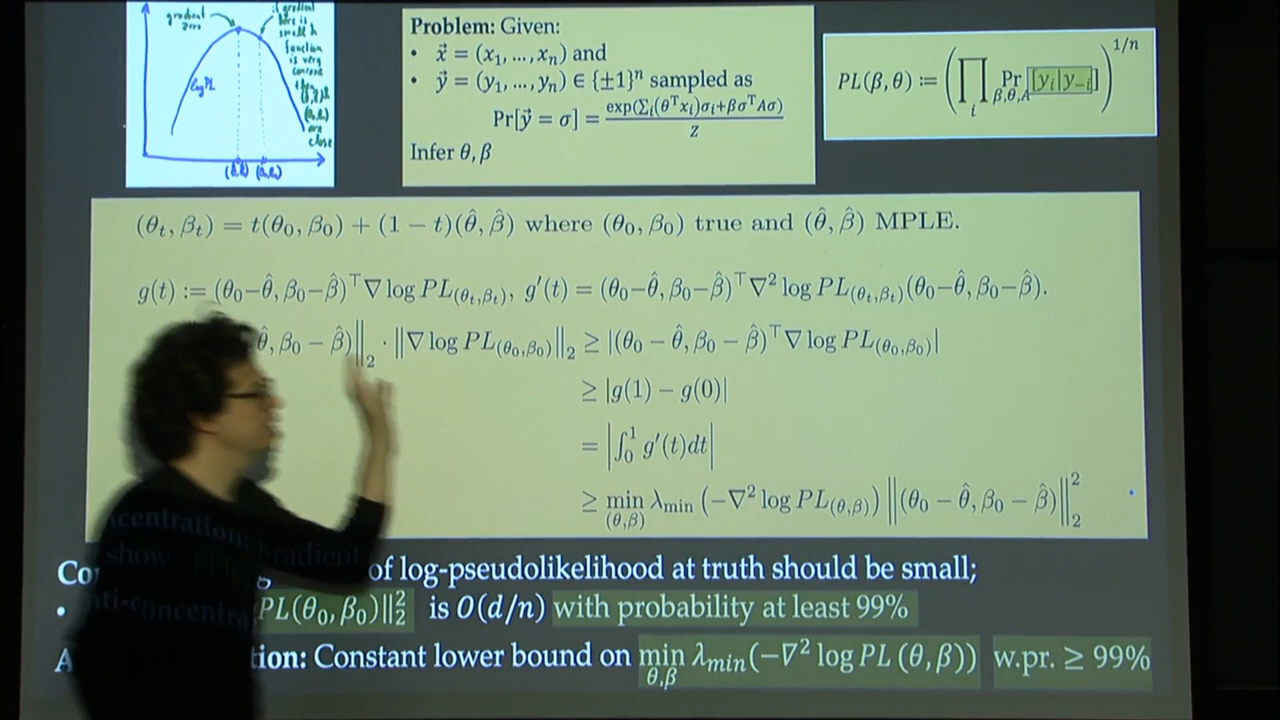 gradient
zero
if gradient
here is
small &
function
is very
concave
then
are
close
log PL
Problem: Given:
• x⃗ = (x₁, …, xₙ) and
• y⃗ = (y₁, …, yₙ) ∈ {±1}ⁿ sampled as
Pr[y⃗ = σ] = exp(∑ᵢ(θᵀxᵢ)σᵢ+βσᵀAσ) / Z
Infer θ, β
PL(β, θ) ≔ (∏ᵢ Pr_{β,θ,A}[yᵢ|y₋ᵢ])^{1/n}
(θₜ, βₜ) = t(θ₀, β₀) + (1 − t)(θ̂, β̂) where (θ₀, β₀) true and (θ̂, β̂) MPLE.
g(t) := (θ₀−θ̂, β₀−β̂)ᵀ∇ log PL_{(θₜ,βₜ)}, g′(t) = (θ₀−θ̂, β₀−β̂)ᵀ∇² log PL_{(θₜ,βₜ)}(θ₀−θ̂, β₀−β̂).
θ̂, β₀ − β̂)‖₂ · ‖∇ log PL_{(θ₀,β₀)}‖₂ ≥ |(θ₀ − θ̂, β₀ − β̂)ᵀ∇ log PL_{(θ₀,β₀)}|
≥ |g(1) − g(0)|
= |∫₀¹ g′(t)dt|
≥ min_{(θ,β)} λ_min (−∇² log PL_{(θ,β)}) ‖(θ₀ − θ̂, β₀ − β̂)‖₂²
of log-pseudolikelihood at truth should be small;
• PL(θ₀, β₀)‖₂² is O(d/n) with probability at least 99%
tion: Constant lower bound on min_{θ,β} λ_min(−∇² log PL (θ, β)) w.pr. ≥ 99%